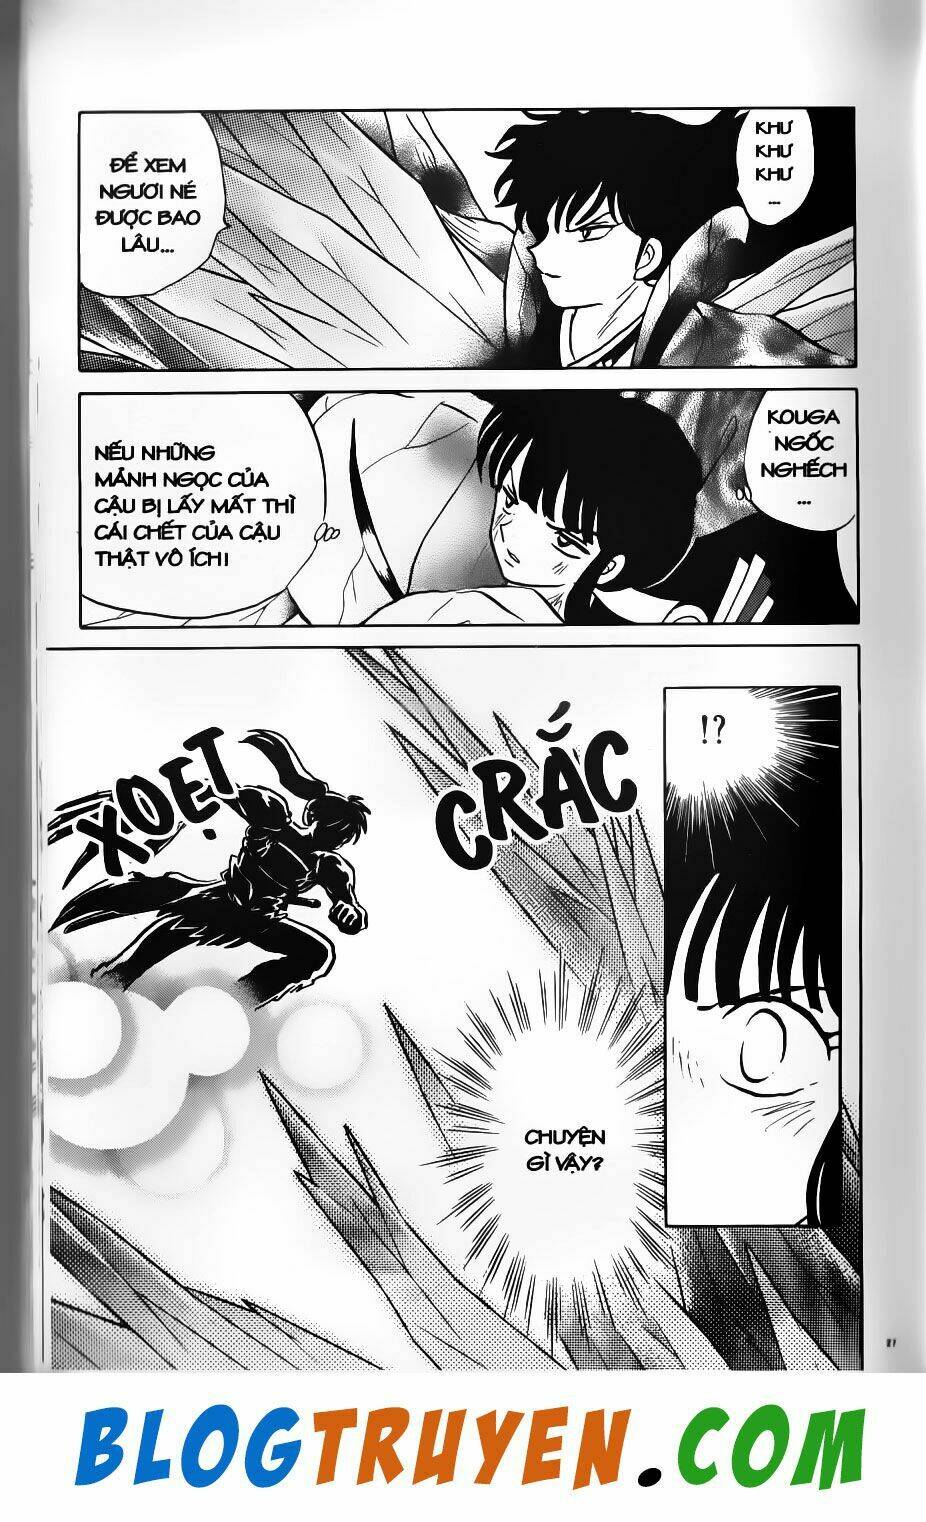 KHƯ
KHƯ
KHƯ
...
ĐỂ XEM
NGƯƠI NÉ
ĐƯỢC BAO
LÂU...
KOUGA
NGỐC
NGHẾCH
...
NẾU NHỮNG
MẢNH NGỌC CỦA
CẬU BỊ LẤY MẤT THÌ
CÁI CHẾT CỦA CẬU
THẬT VÔ ÍCH!
!?
CRẮC
XOẸT
CHUYỆN
GÌ VẬY?
21
BLOGTRUYEN.COM